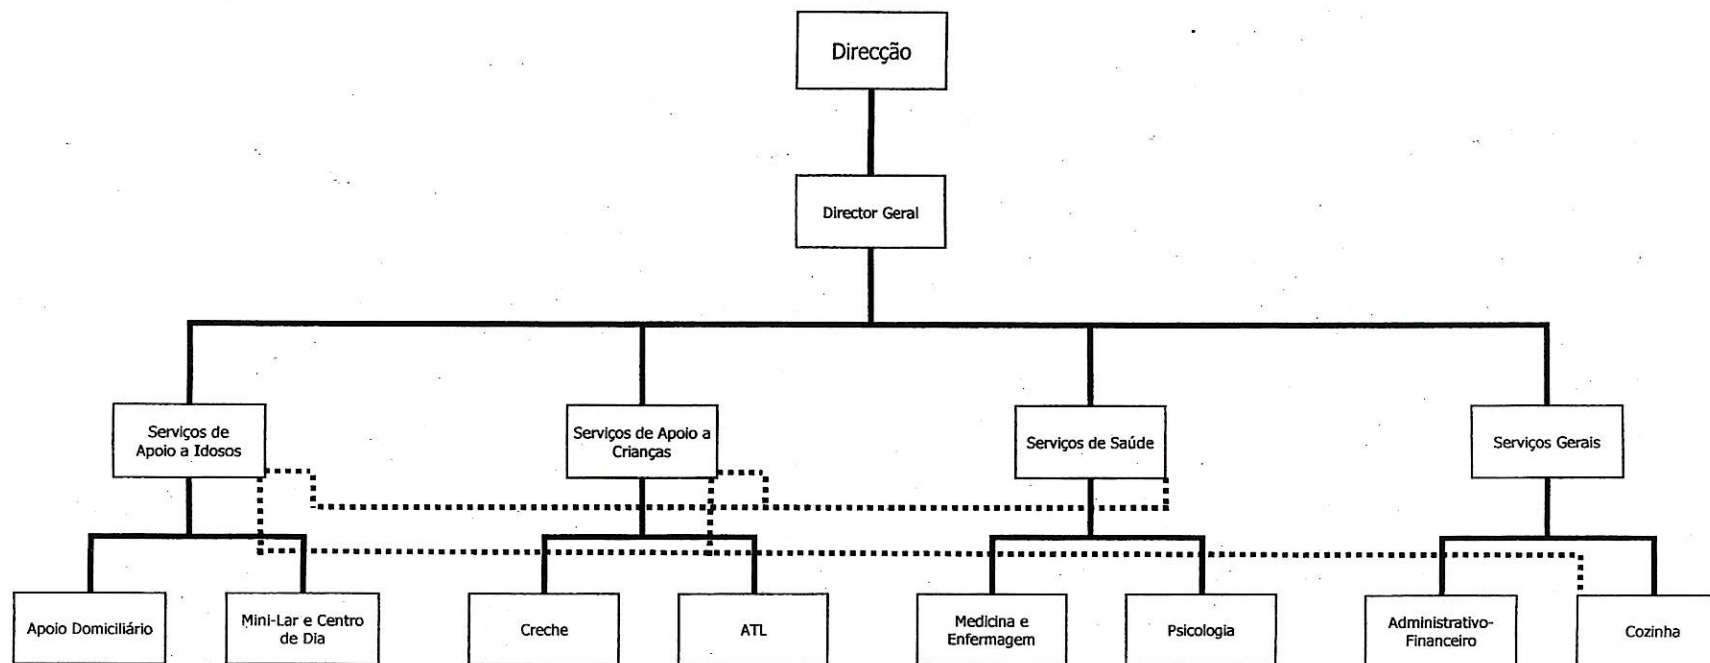 Direcção
Director Geral
Serviços de
Apoio a Idosos
Serviços de Apoio a
Crianças
Serviços de Saúde
Serviços Gerais
Apoio Domiciliário
Mini-Lar e Centro
de Dia
Creche
ATL
Medicina e
Enfermagem
Psicologia
Administrativo-
Financeiro
Cozinha